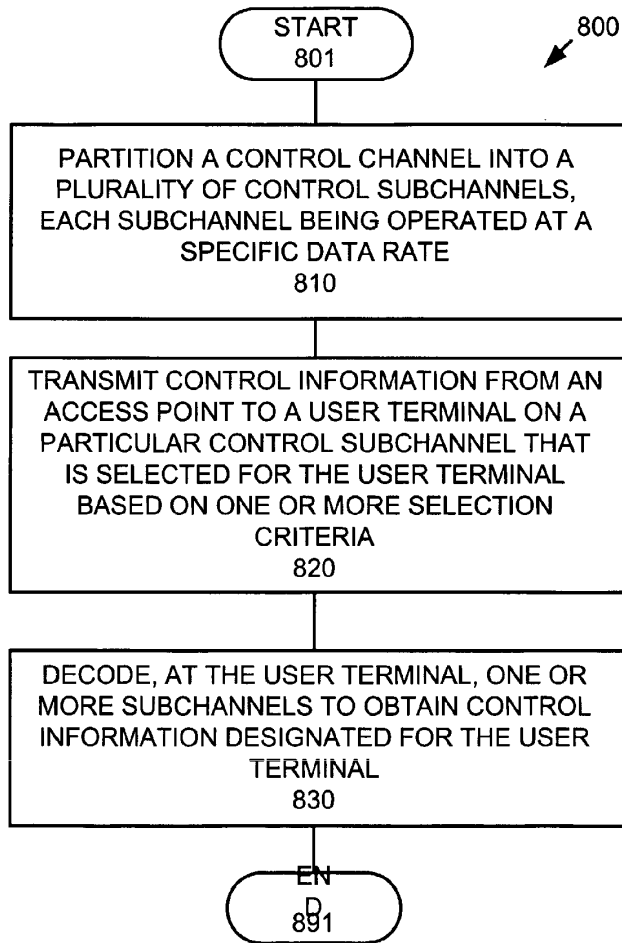 START
801
800
PARTITION A CONTROL CHANNEL INTO A
PLURALITY OF CONTROL SUBCHANNELS,
EACH SUBCHANNEL BEING OPERATED AT A
SPECIFIC DATA RATE
810
TRANSMIT CONTROL INFORMATION FROM AN
ACCESS POINT TO A USER TERMINAL ON A
PARTICULAR CONTROL SUBCHANNEL THAT
IS SELECTED FOR THE USER TERMINAL
BASED ON ONE OR MORE SELECTION
CRITERIA
820
DECODE, AT THE USER TERMINAL, ONE OR
MORE SUBCHANNELS TO OBTAIN CONTROL
INFORMATION DESIGNATED FOR THE USER
TERMINAL
830
EN
D
891